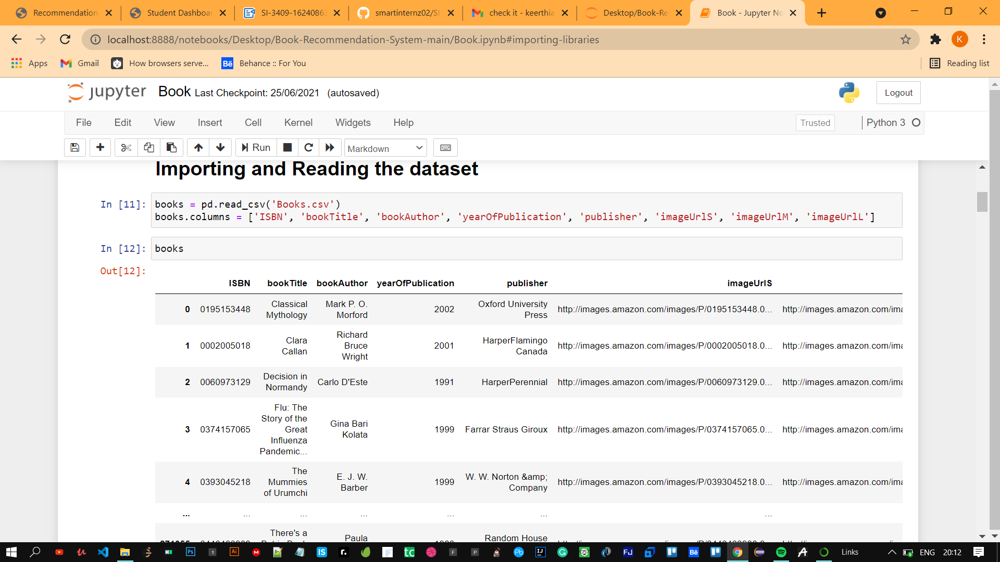 Recommendation
Student Dashboar
SI-3409-16240863
smartinternz02/SI
check it - keerthia
Desktop/Book-Re
Book - Jupyter No
localhost:8888/notebooks/Desktop/Book-Recommendation-System-main/Book.ipynb#importing-libraries
K
Apps
Gmail
How browsers serve...
Bē
Behance :: For You
Reading list
jupyter
Book Last Checkpoint: 25/06/2021 (autosaved)
Logout
File Edit View Insert Cell Kernel Widgets Help
Trusted
Python 3
Run
Markdown
Importing and Reading the dataset
In [11]:
books = pd.read_csv('Books.csv')
books.columns = ['ISBN', 'bookTitle', 'bookAuthor', 'yearOfPublication', 'publisher', 'imageUrlS', 'imageUrlM', 'imageUrlL']
In [12]:
books
Out[12]:
ISBN bookTitle bookAuthor yearOfPublication publisher imageUrlS
0 0195153448 Classical Mythology Mark P. O. Morford 2002 Oxford University Press http://images.amazon.com/images/P/0195153448.0... http://images.amazon.com/ima
1 0002005018 Clara Callan Richard Bruce Wright 2001 HarperFlamingo Canada http://images.amazon.com/images/P/0002005018.0... http://images.amazon.com/ima
2 0060973129 Decision in Normandy Carlo D'Este 1991 HarperPerennial http://images.amazon.com/images/P/0060973129.0... http://images.amazon.com/ima
3 0374157065 Flu: The Story of the Great Influenza Pandemic... Gina Bari Kolata 1999 Farrar Straus Giroux http://images.amazon.com/images/P/0374157065.0... http://images.amazon.com/ima
4 0393045218 The Mummies of Urumchi E. J. W. Barber 1999 W. W. Norton &amp; Company http://images.amazon.com/images/P/0393045218.0... http://images.amazon.com/ima
... ... ... ... ... ... ...
There's a Paula Random House
Links
ENG
20:12